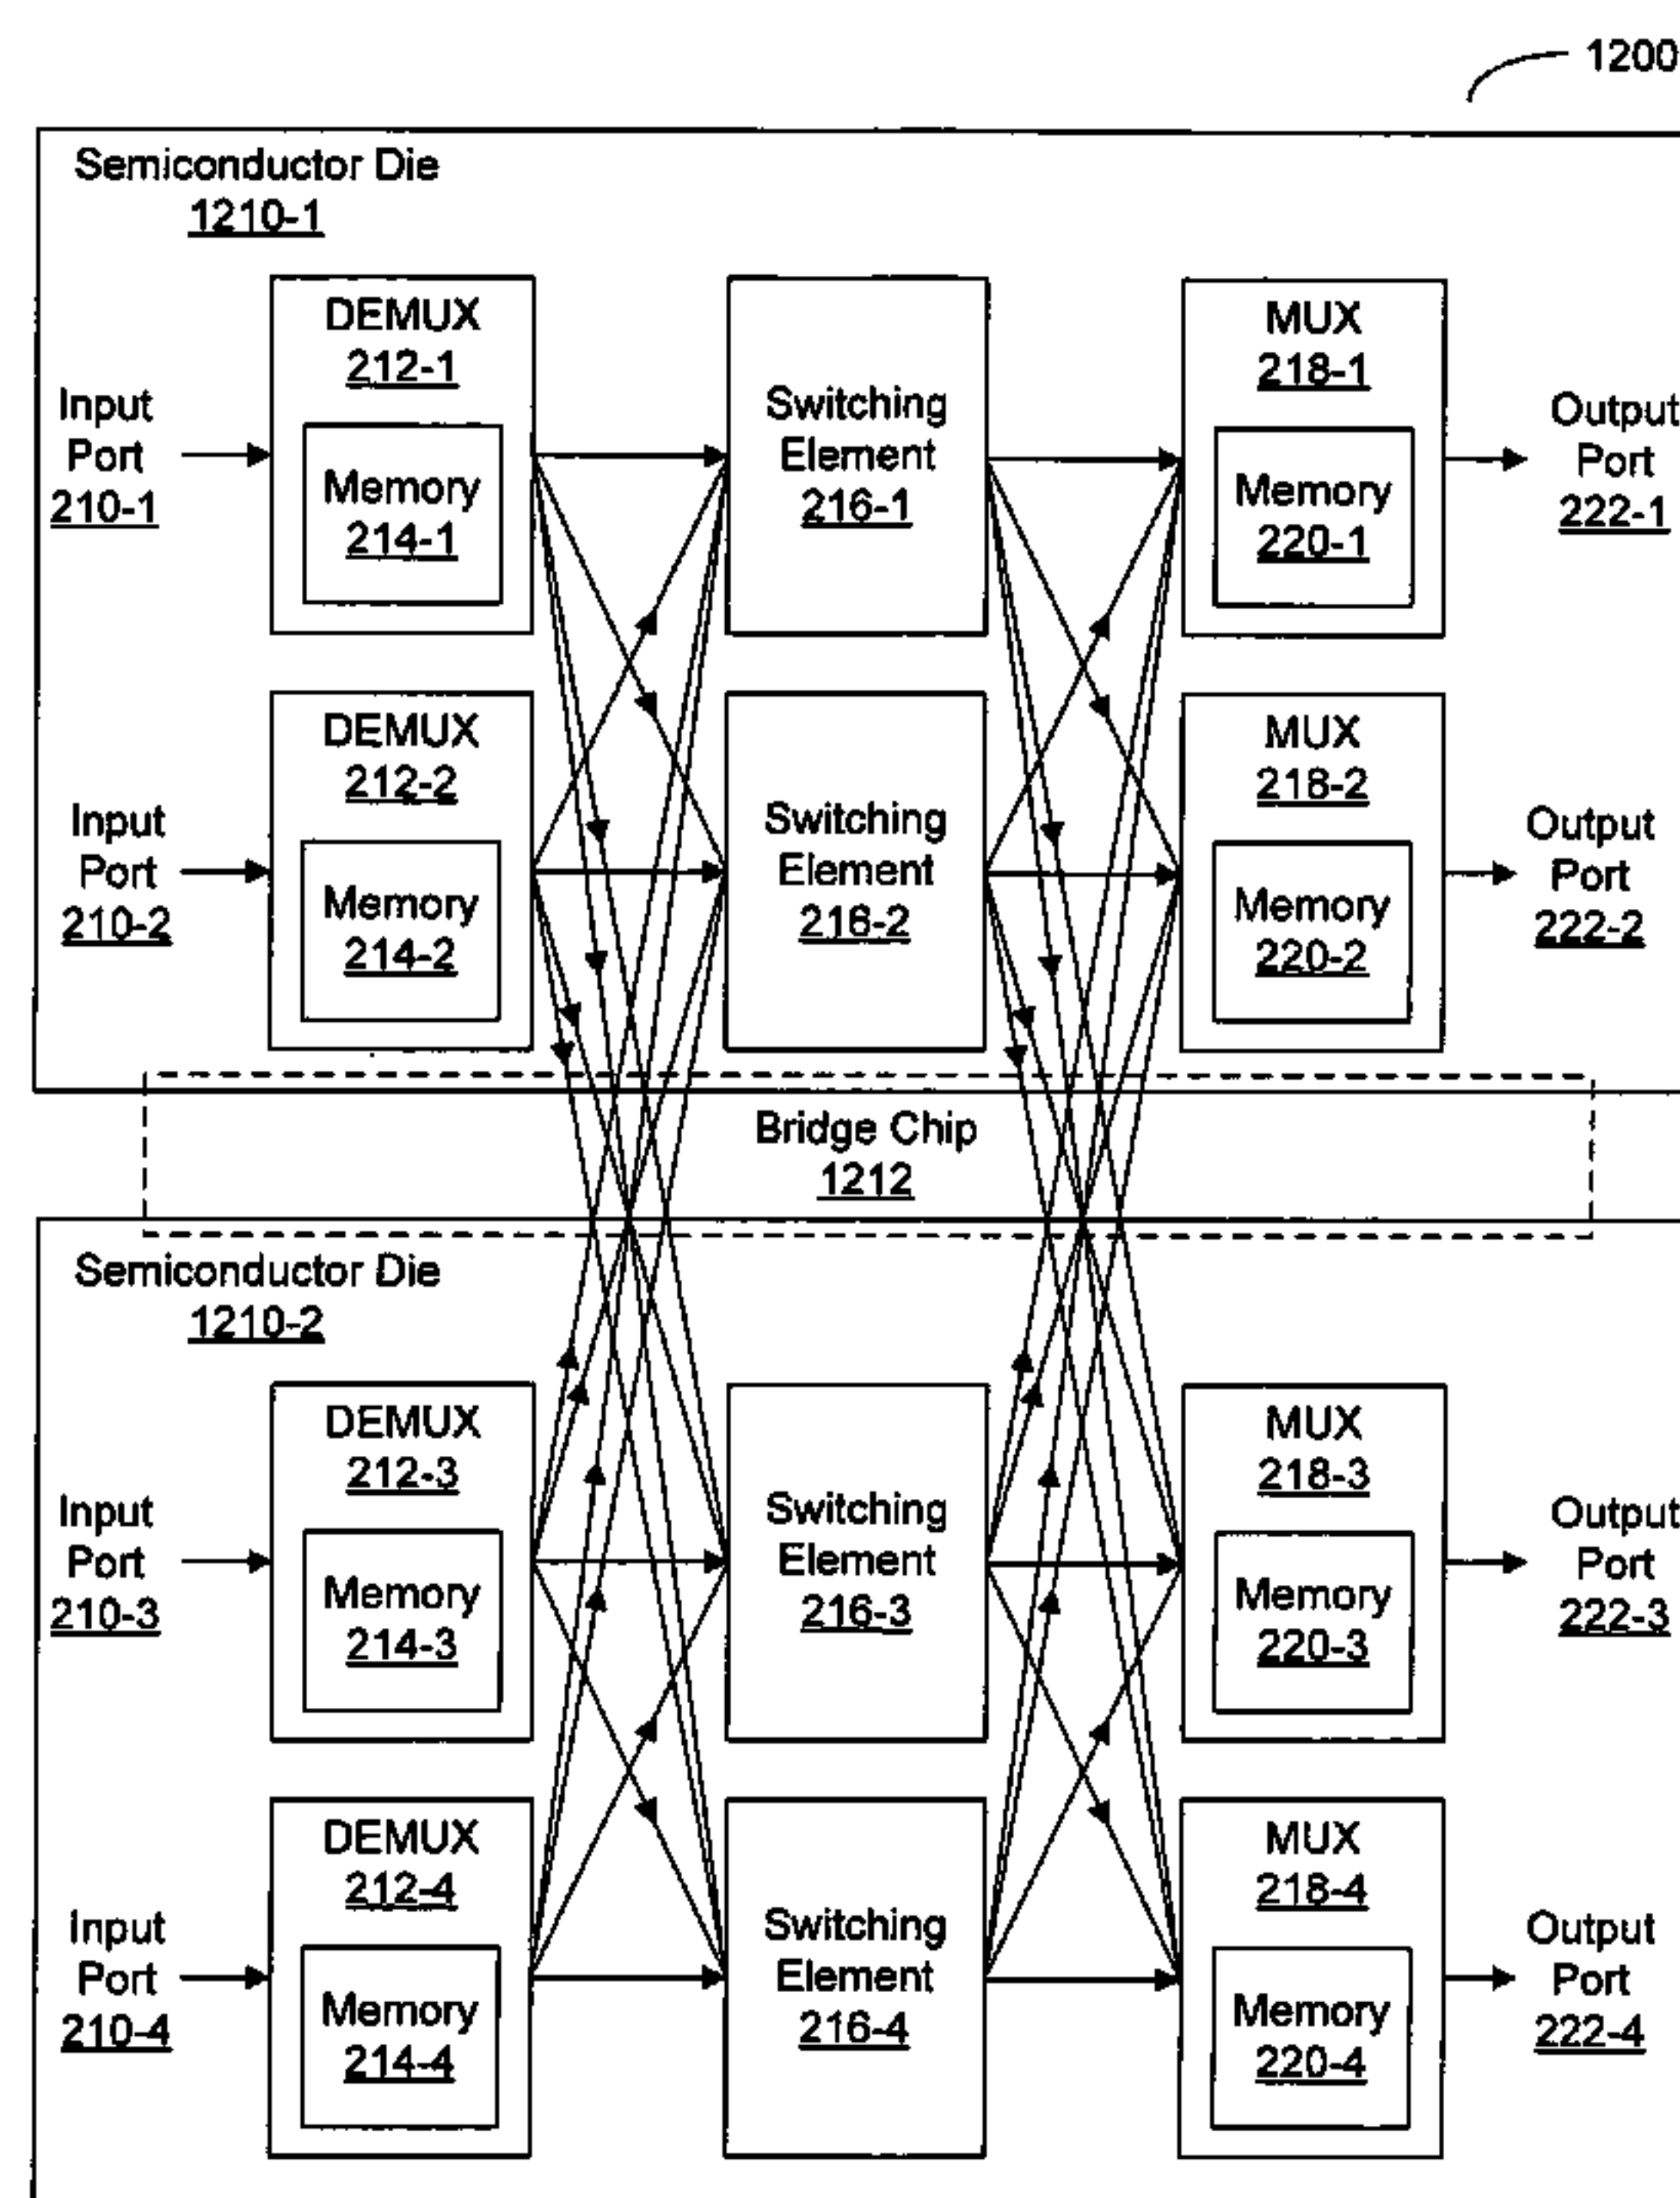 1200
Semiconductor Die
1210-1
DEMUX
212-1
Memory
214-1
Input
Port
210-1
Switching
Element
216-1
MUX
218-1
Memory
220-1
Output
Port
222-1
DEMUX
212-2
Memory
214-2
Input
Port
210-2
Switching
Element
216-2
MUX
218-2
Memory
220-2
Output
Port
222-2
Bridge Chip
1212
Semiconductor Die
1210-2
DEMUX
212-3
Memory
214-3
Input
Port
210-3
Switching
Element
216-3
MUX
218-3
Memory
220-3
Output
Port
222-3
DEMUX
212-4
Memory
214-4
Input
Port
210-4
Switching
Element
216-4
MUX
218-4
Memory
220-4
Output
Port
222-4